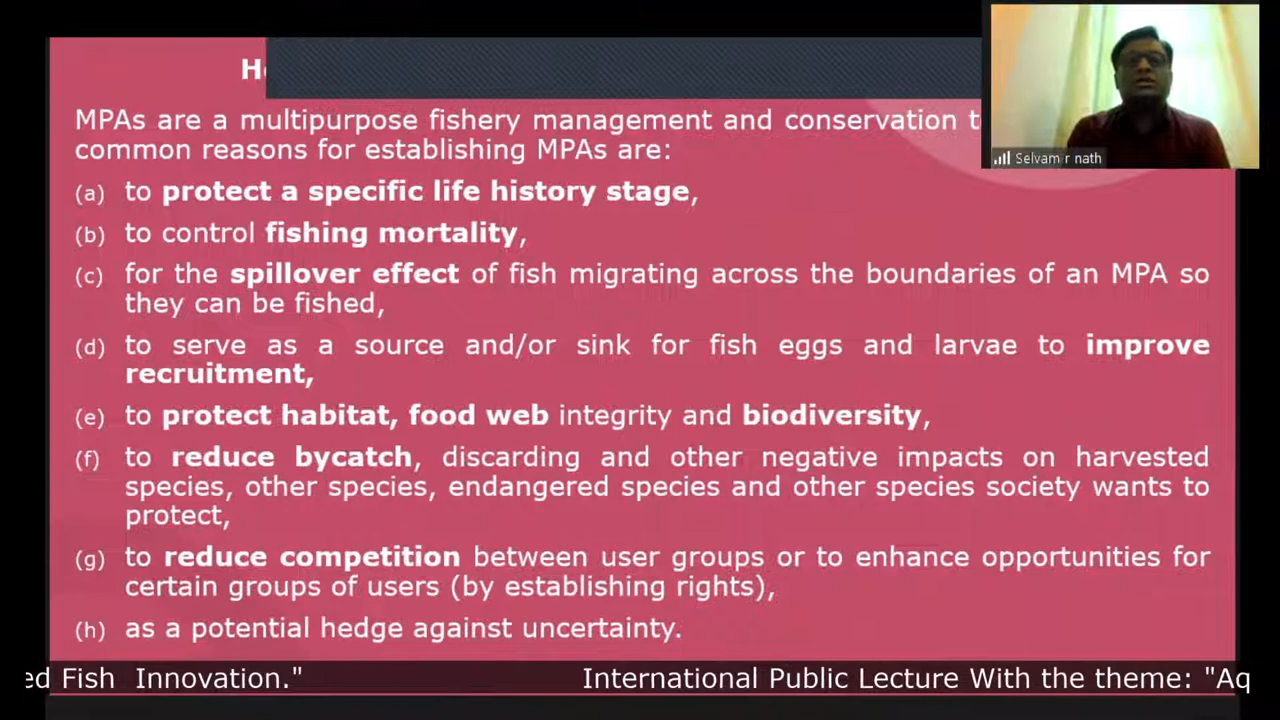 MPAs are a multipurpose fishery management and conservation
common reasons for establishing MPAs are:
(a) to protect a specific life history stage,
(b) to control fishing mortality,
(c) for the spillover effect of fish migrating across the boundaries of an MPA so
they can be fished,
(d) to serve as a source and/or sink for fish eggs and larvae to improve
recruitment,
(e) to protect habitat, food web integrity and biodiversity,
(f) to reduce bycatch, discarding and other negative impacts on harvested
species, other species, endangered species and other species society wants to
protect,
(g) to reduce competition between user groups or to enhance opportunities for
certain groups of users (by establishing rights),
(h) as a potential hedge against uncertainty.
Selvam r nath
Fish Innovation."
International Public Lecture With the theme: